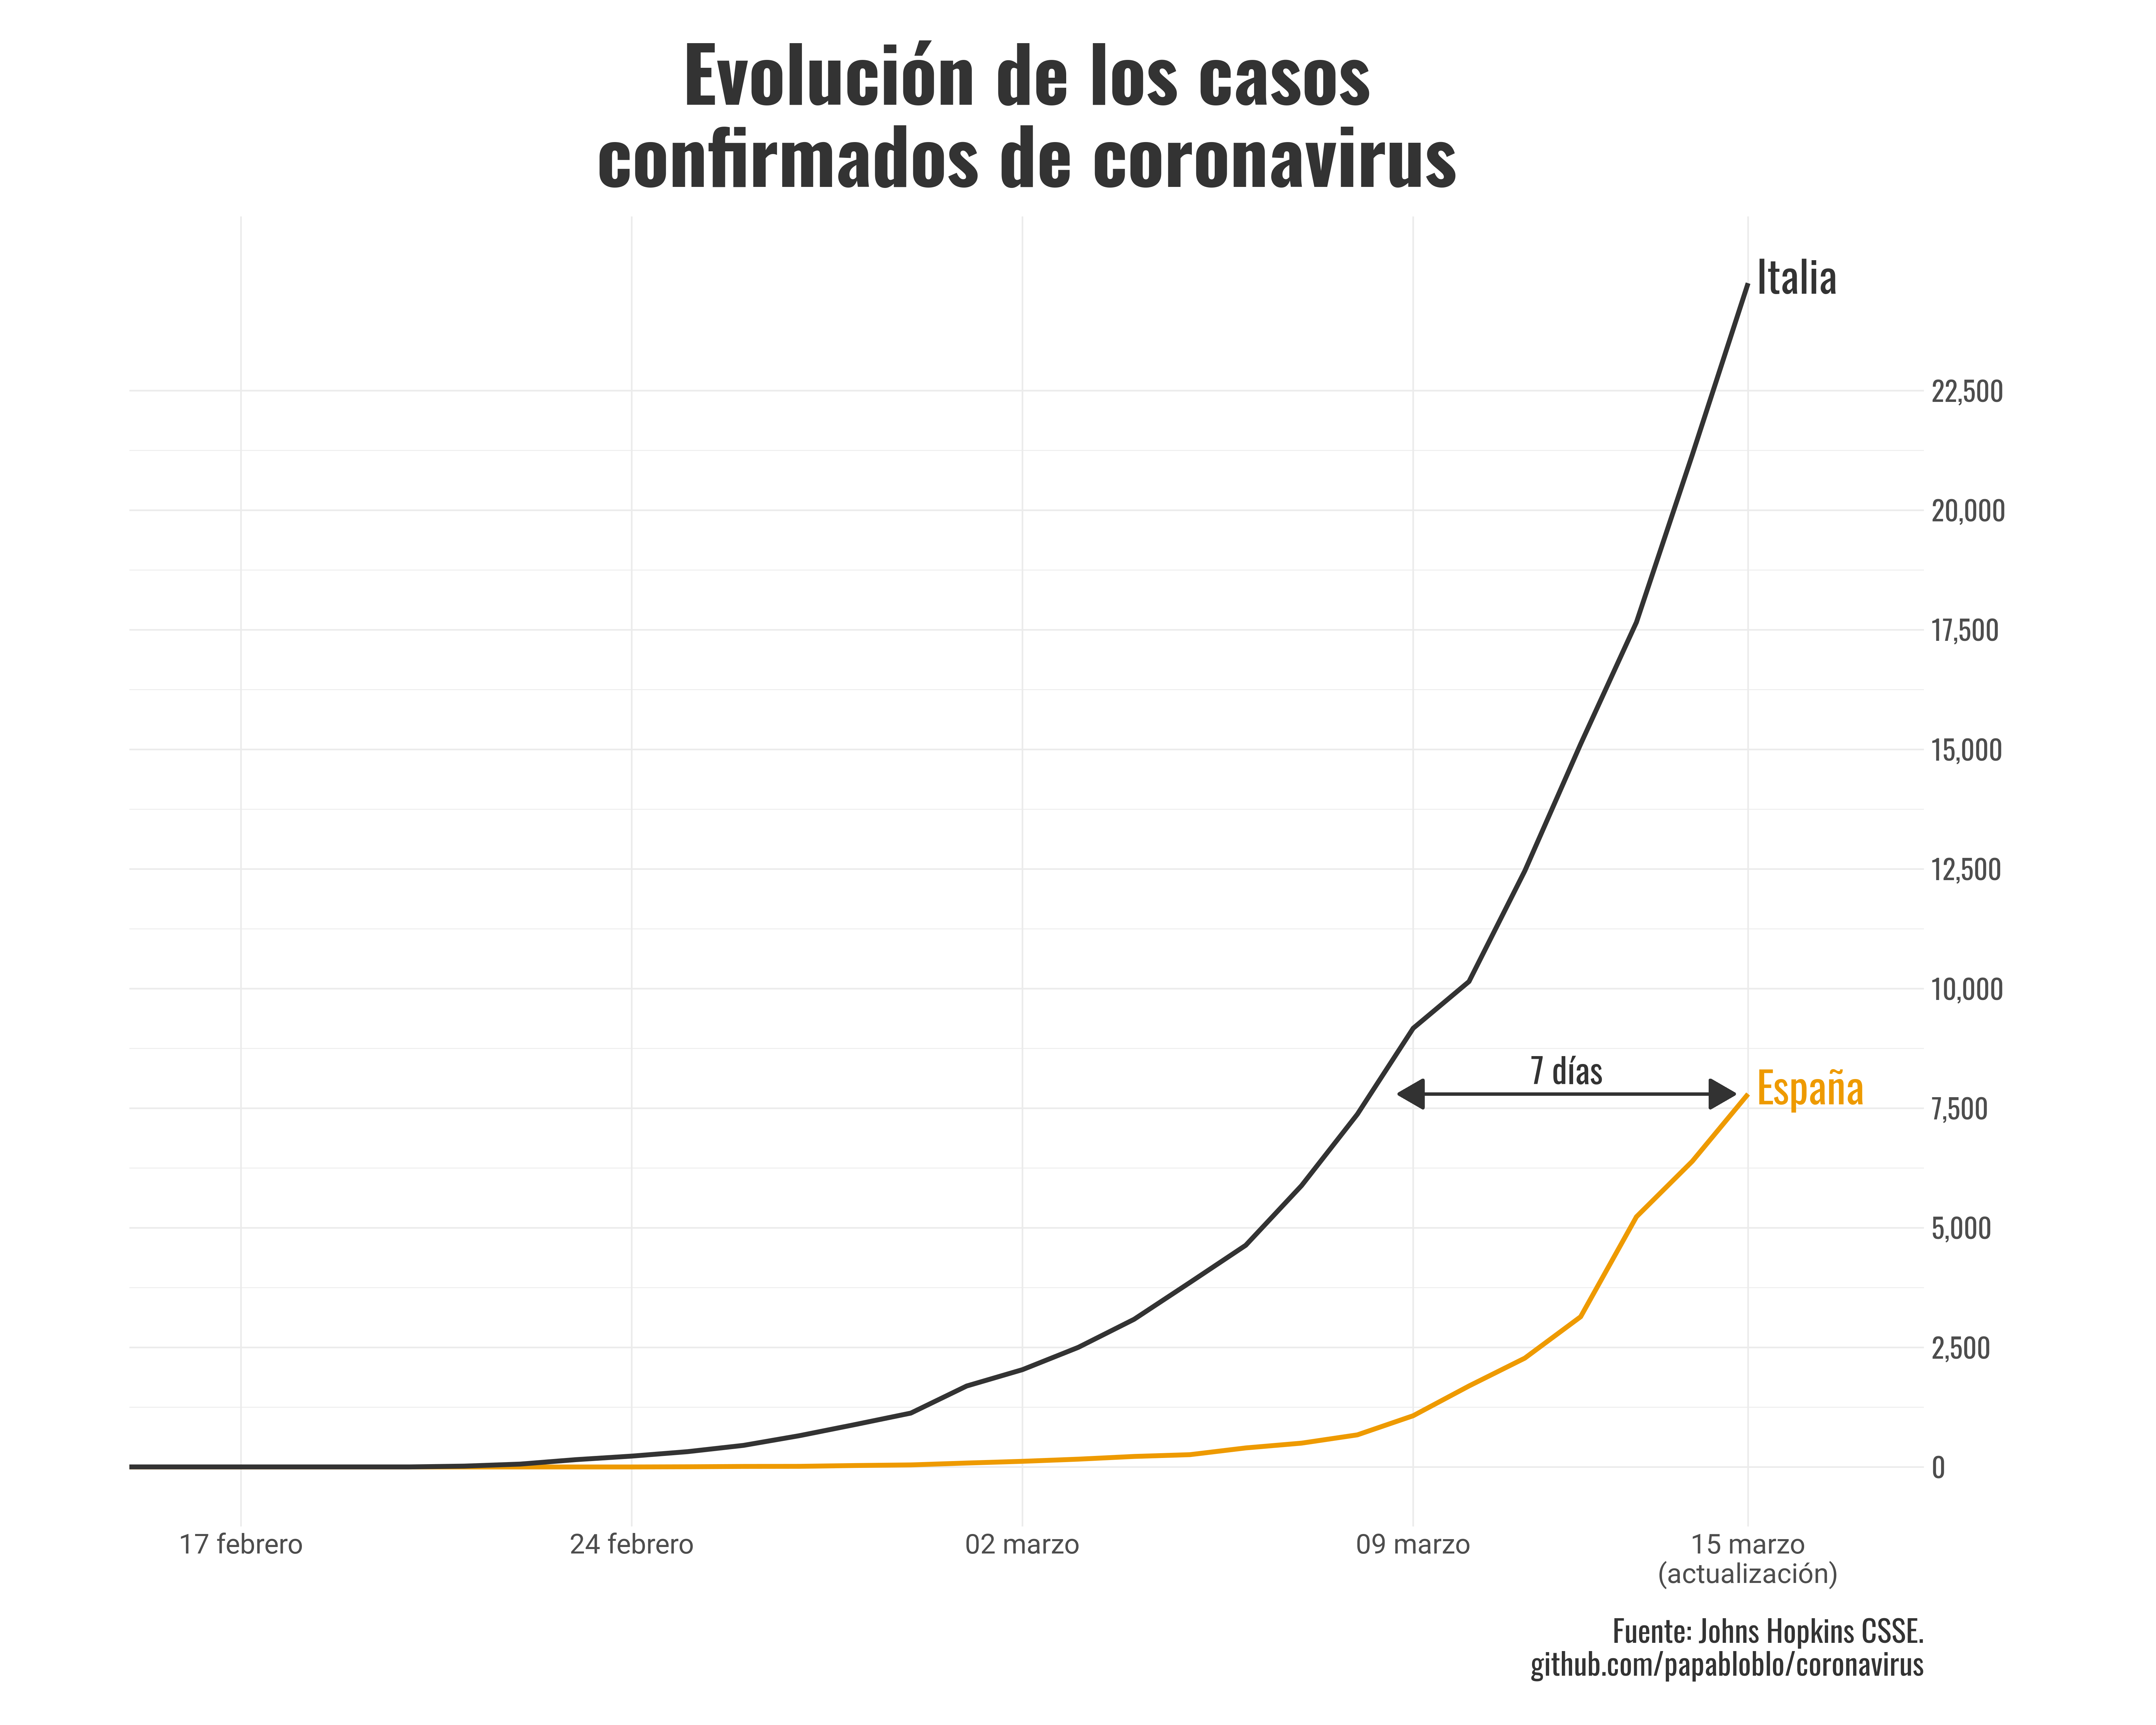 Evolución de los casos
confirmados de coronavirus
Italia
22,500
20,000
17,500
15,000
12,500
10,000
7 días
España
7,500
5,000
2,500
0
17 febrero
24 febrero
02 marzo
09 marzo
15 marzo
(actualización)
Fuente: Johns Hopkins CSSE.
github.com/papabloblo/coronavirus